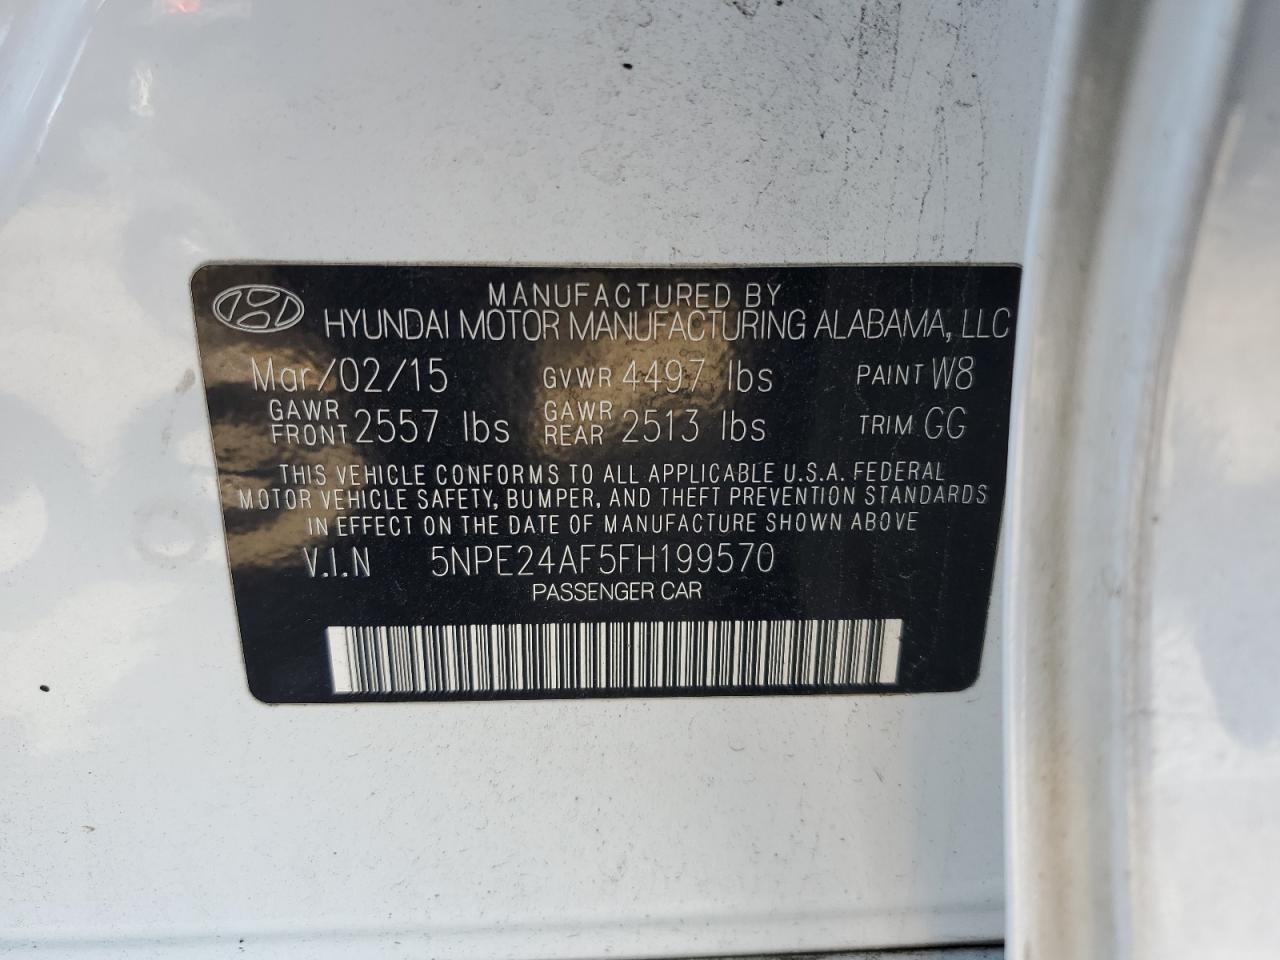 MANUFACTURED BY
HYUNDAI MOTOR MANUFACTURING ALABAMA, LLC
Mar/02/15 GVWR 4497 lbs PAINT W8
GAWR FRONT 2557 lbs GAWR REAR 2513 lbs TRIM GG
THIS VEHICLE CONFORMS TO ALL APPLICABLE U.S.A. FEDERAL
MOTOR VEHICLE SAFETY, BUMPER, AND THEFT PREVENTION STANDARDS
IN EFFECT ON THE DATE OF MANUFACTURE SHOWN ABOVE
V.I.N 5NPE24AF5FH199570
PASSENGER CAR